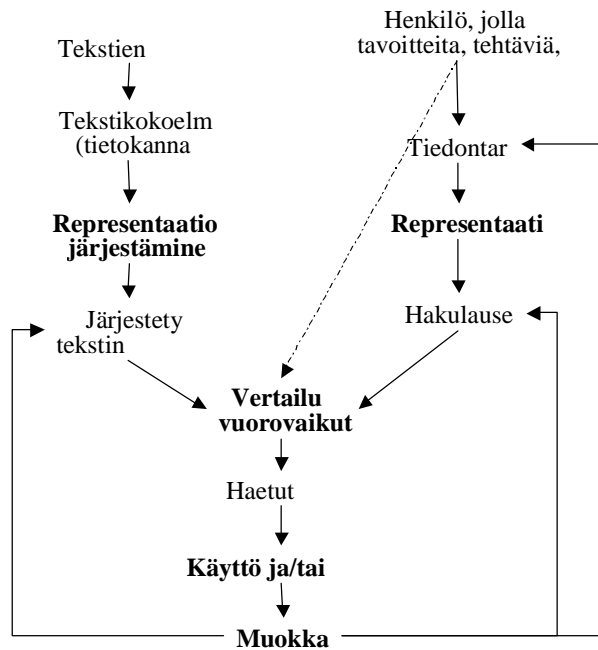 Tekstien
Henkilö, jolla
tavoitteita, tehtäviä,
Tekstikokoelm
(tietokanna
Tiedontar
Representaatio
järjestämine
Representaati
Järjestety
tekstin
Hakulause
Vertailu
vuorovaikut
Haetut
Käyttö ja/tai
Muokka